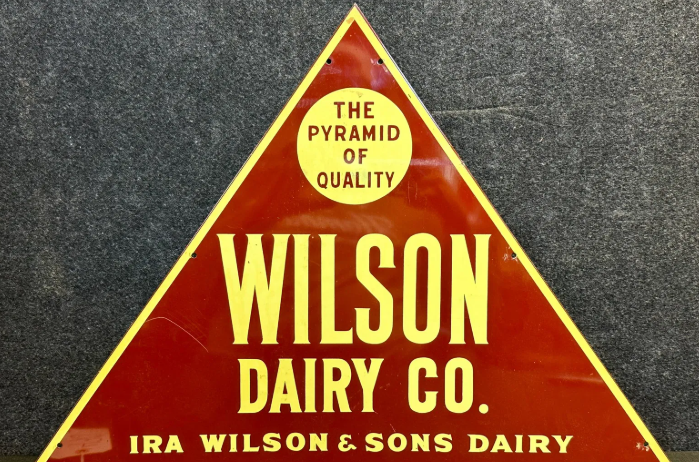 THE
PYRAMID
OF
QUALITY
WILSON
DAIRY CO.
IRA WILSON & SONS DAIRY